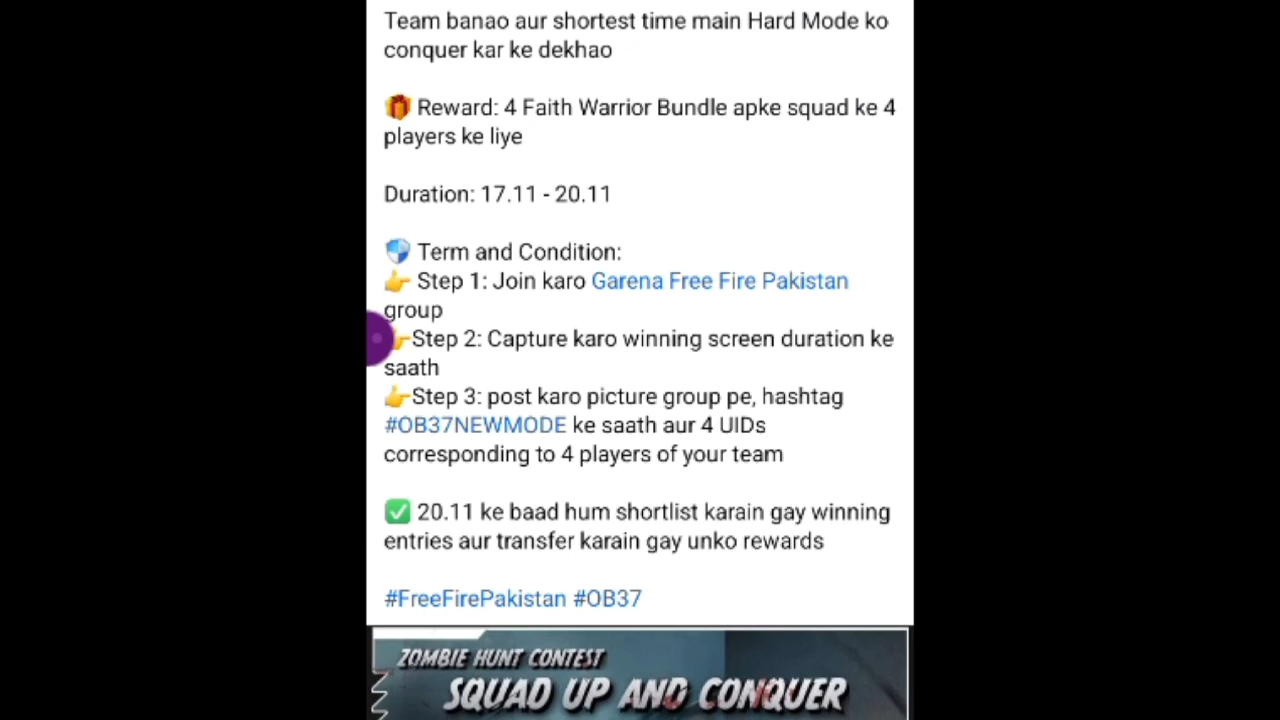 Team banao aur shortest time main Hard Mode ko
conquer kar ke dekhao
🎁 Reward: 4 Faith Warrior Bundle apke squad ke 4
players ke liye
Duration: 17.11 - 20.11
🛡️ Term and Condition:
👉 Step 1: Join karo Garena Free Fire Pakistan
group
👉Step 2: Capture karo winning screen duration ke
saath
👉Step 3: post karo picture group pe, hashtag
#OB37NEWMODE ke saath aur 4 UIDs
corresponding to 4 players of your team
✅ 20.11 ke baad hum shortlist karain gay winning
entries aur transfer karain gay unko rewards
#FreeFirePakistan #OB37
ZOMBIE HUNT CONTEST
SQUAD UP AND CONQUER